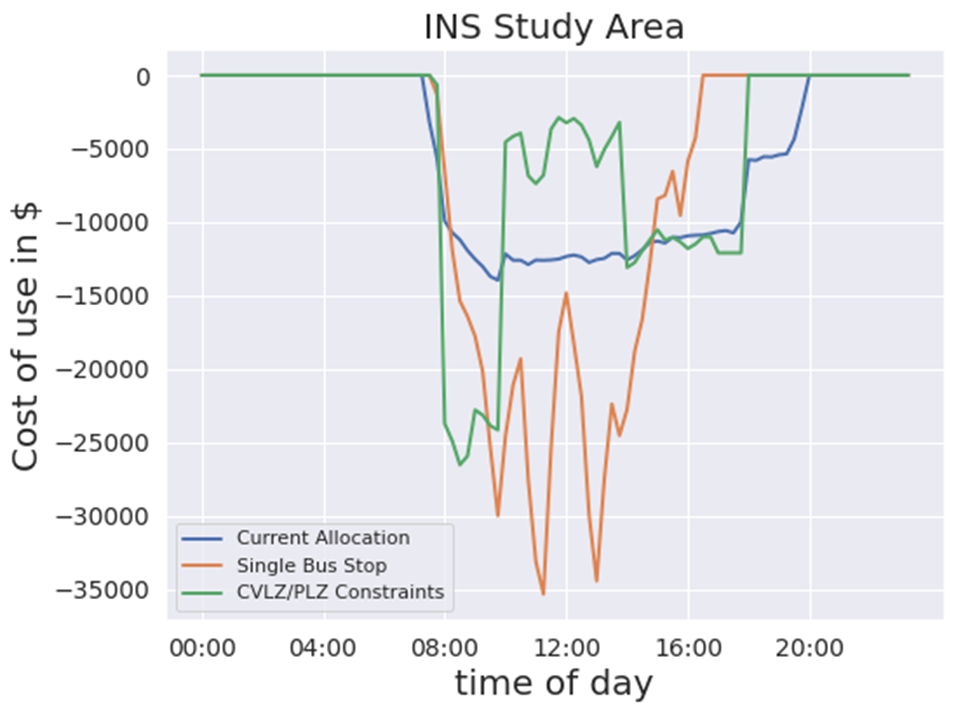 INS Study Area
Cost of use in $
0
−5000
−10000
−15000
−20000
−25000
−30000
−35000
Current Allocation
Single Bus Stop
CVLZ/PLZ Constraints
00:00 04:00 08:00 12:00 16:00 20:00
time of day